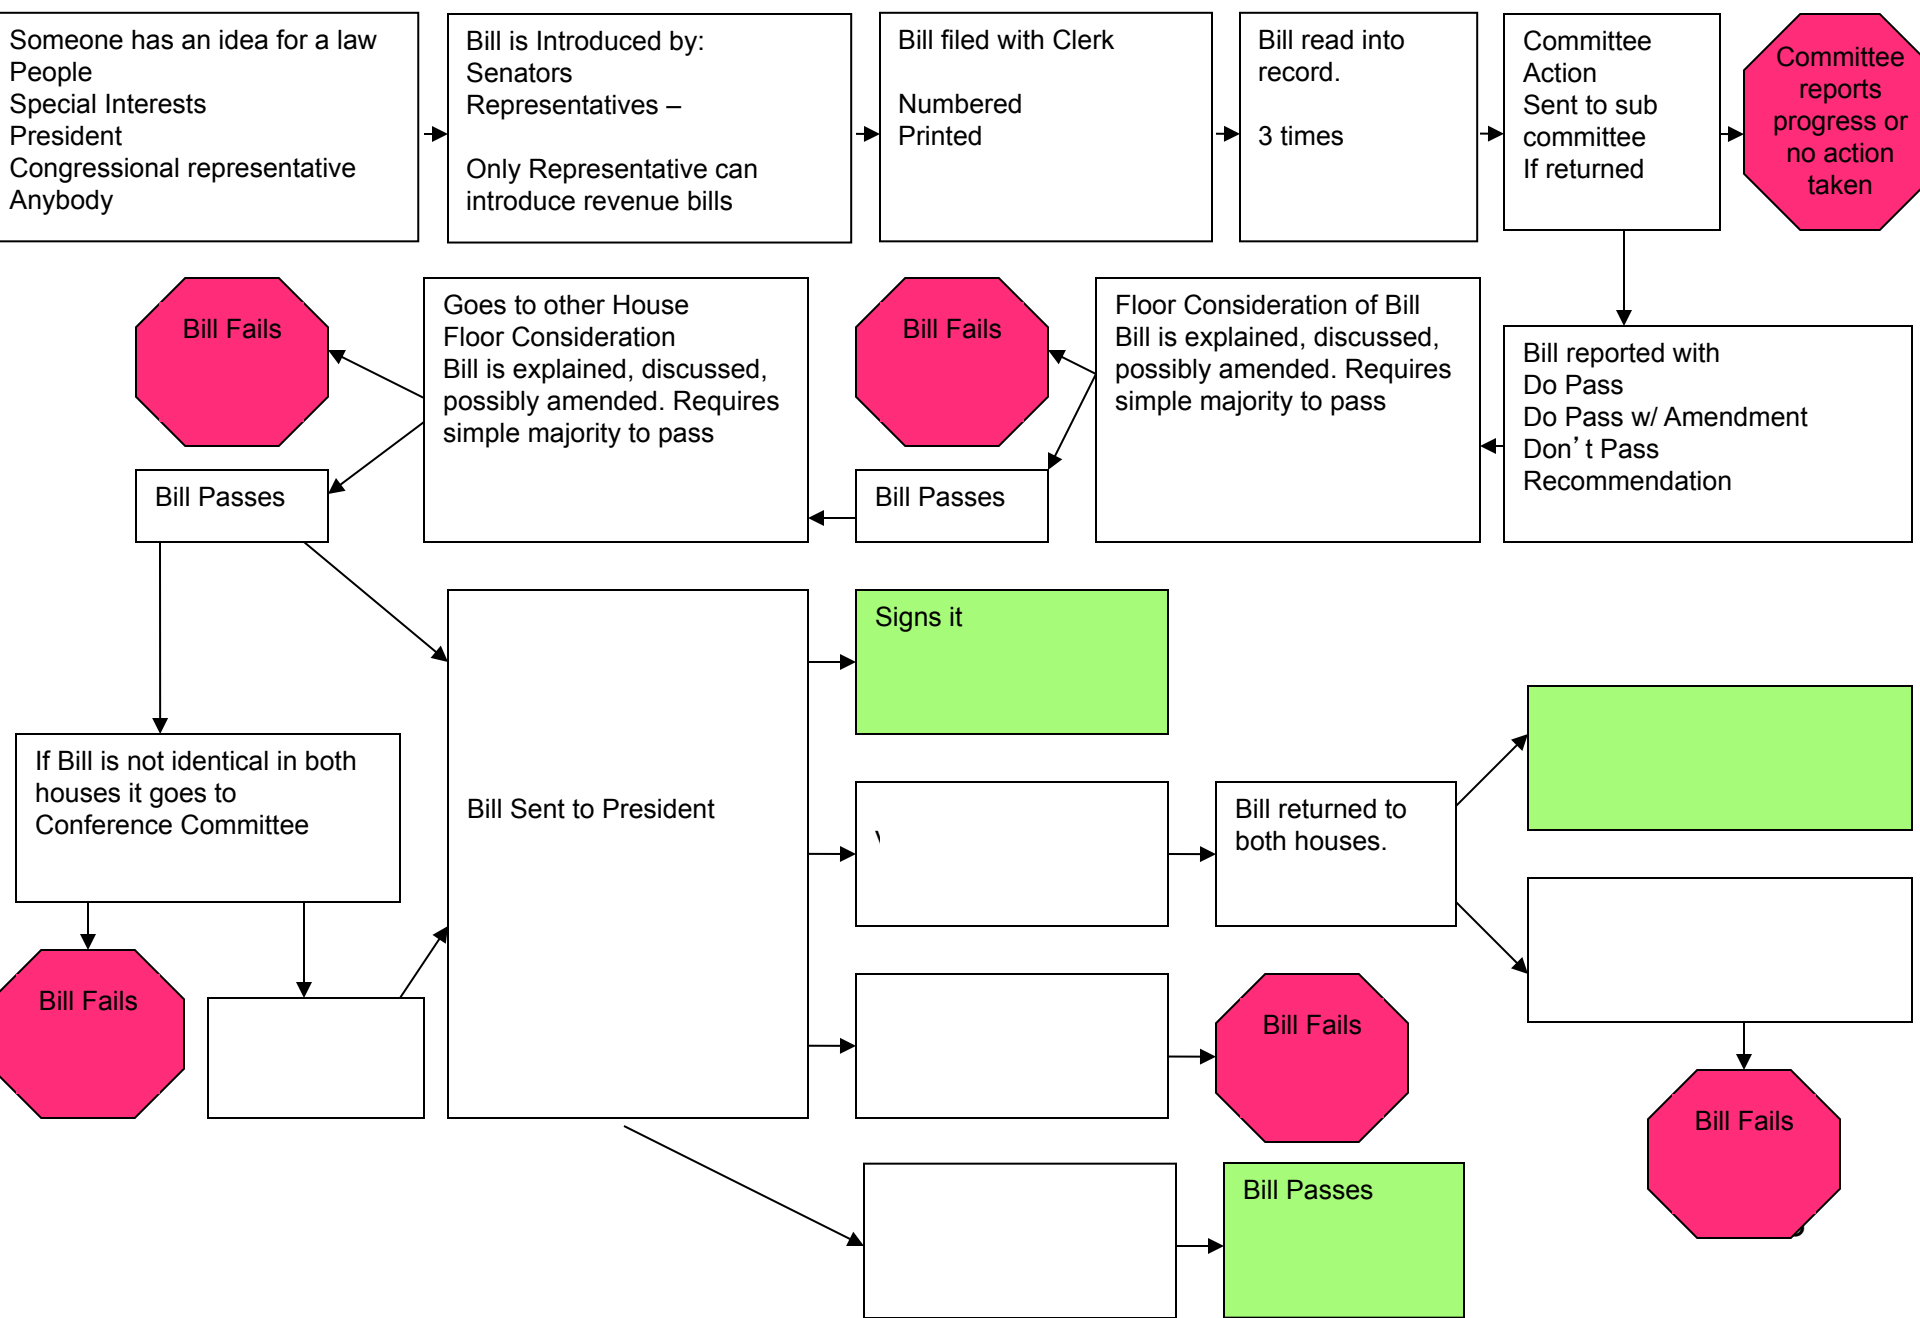 Someone has an idea for a law
People
Special Interests
President
Congressional representative
Anybody
Bill is Introduced by:
Senators
Representatives –
Only Representative can
introduce revenue bills
Bill filed with Clerk
Numbered
Printed
Bill read into
record.
3 times
Committee
Action
Sent to sub
committee
If returned
Committee
reports
progress or
no action
taken
Bill Fails
Goes to other House
Floor Consideration
Bill is explained, discussed,
possibly amended. Requires
simple majority to pass
Bill Fails
Floor Consideration of Bill
Bill is explained, discussed,
possibly amended. Requires
simple majority to pass
Bill reported with
Do Pass
Do Pass w/ Amendment
Don’t Pass
Recommendation
Bill Passes
Bill Passes
Signs it
If Bill is not identical in both
houses it goes to
Conference Committee
Bill Sent to President
Bill returned to
both houses.
Bill Fails
Bill Fails
Bill Fails
Bill Passes